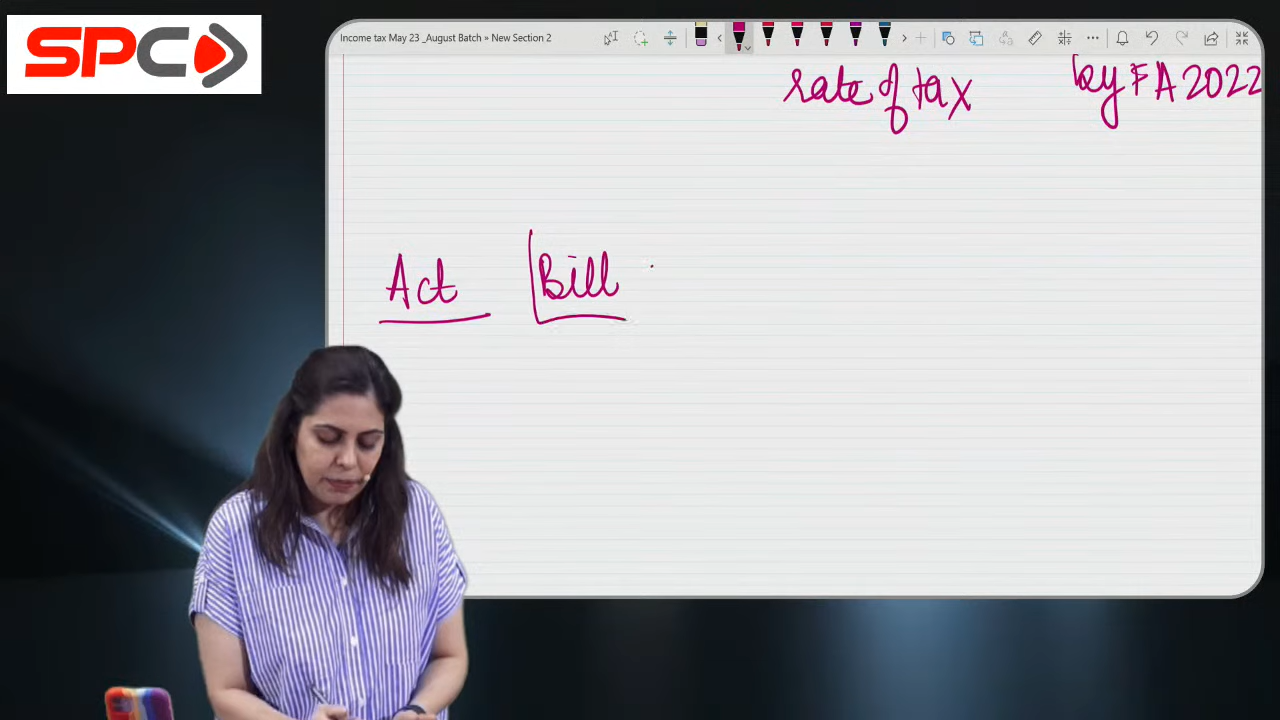 SPC
Income tax May 23 _August Batch » New Section 2
rate of tax by FA 2022
Act Bill